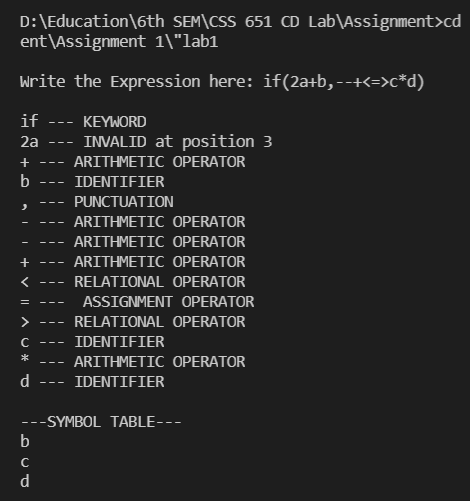 D:\Education\6th SEM\CSS 651 CD Lab\Assignment>cd
ent\Assignment 1\"lab1
Write the Expression here: if(2a+b,--+<=>c*d)
if --- KEYWORD
2a --- INVALID at position 3
+ --- ARITHMETIC OPERATOR
b --- IDENTIFIER
, --- PUNCTUATION
- --- ARITHMETIC OPERATOR
- --- ARITHMETIC OPERATOR
+ --- ARITHMETIC OPERATOR
< --- RELATIONAL OPERATOR
= ---  ASSIGNMENT OPERATOR
> --- RELATIONAL OPERATOR
c --- IDENTIFIER
* --- ARITHMETIC OPERATOR
d --- IDENTIFIER
---SYMBOL TABLE---
b
c
d